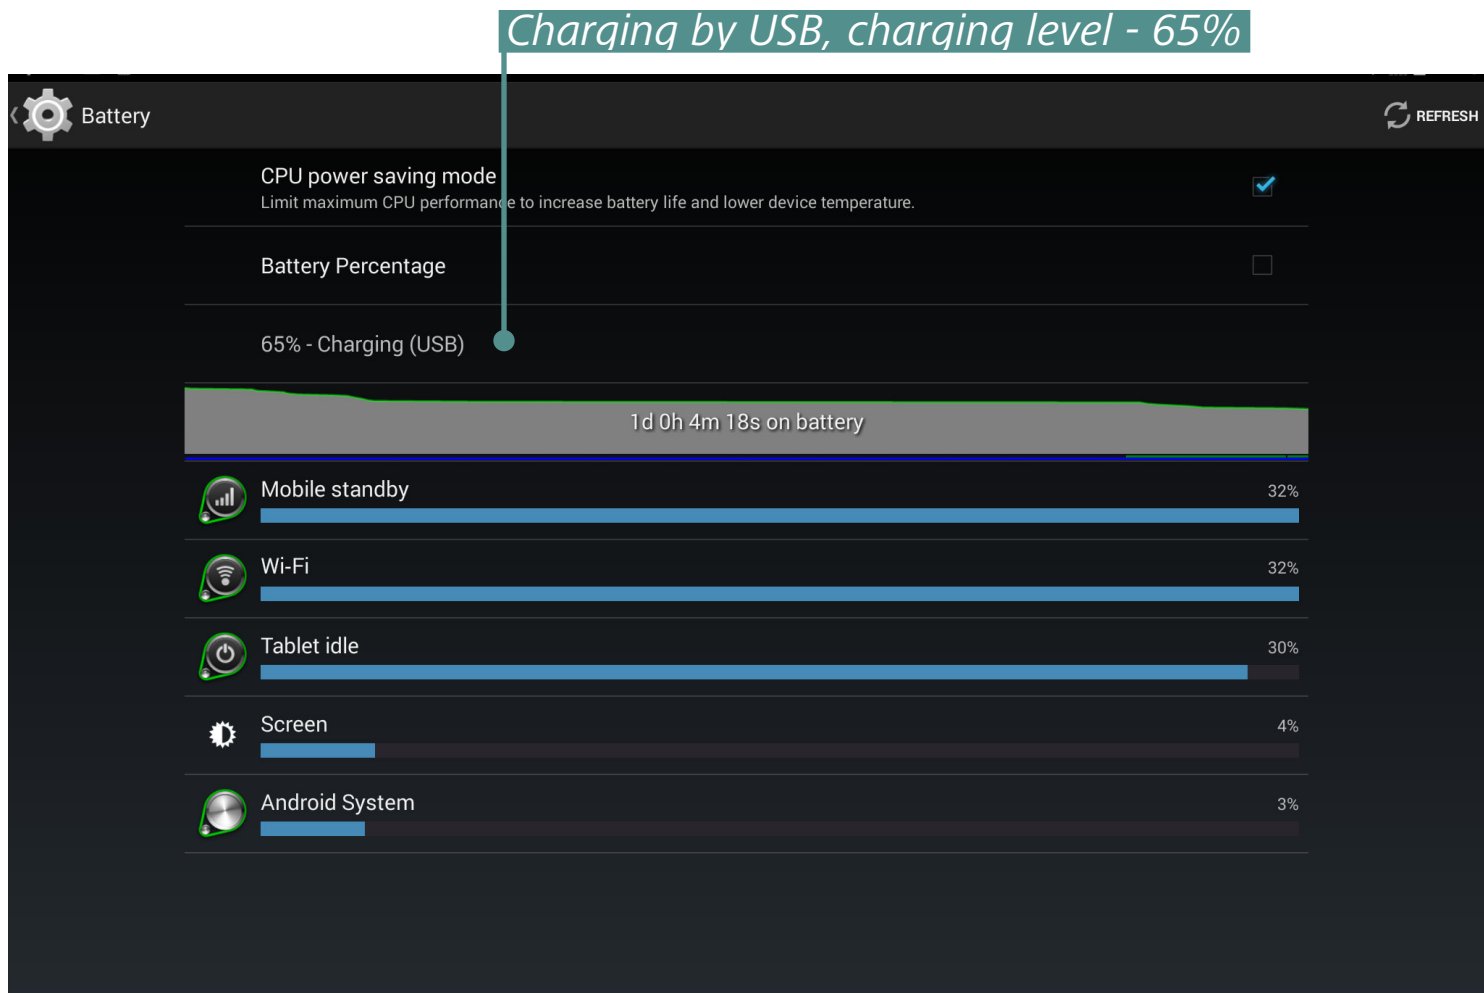 Charging by USB, charging level - 65%
Battery
REFRESH
CPU power saving mode
Limit maximum CPU performance to increase battery life and lower device temperature.
Battery Percentage
65% - Charging (USB)
1d 0h 4m 18s on battery
Mobile standby
32%
Wi-Fi
32%
Tablet idle
30%
Screen
4%
Android System
3%